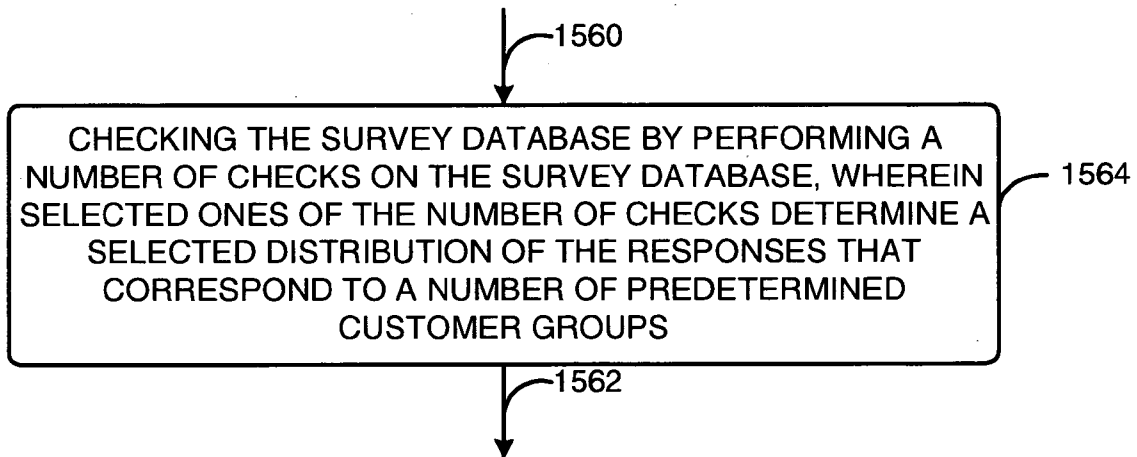 1560
CHECKING THE SURVEY DATABASE BY PERFORMING A
NUMBER OF CHECKS ON THE SURVEY DATABASE, WHEREIN
SELECTED ONES OF THE NUMBER OF CHECKS DETERMINE A
SELECTED DISTRIBUTION OF THE RESPONSES THAT
CORRESPOND TO A NUMBER OF PREDETERMINED
CUSTOMER GROUPS
1564
1562